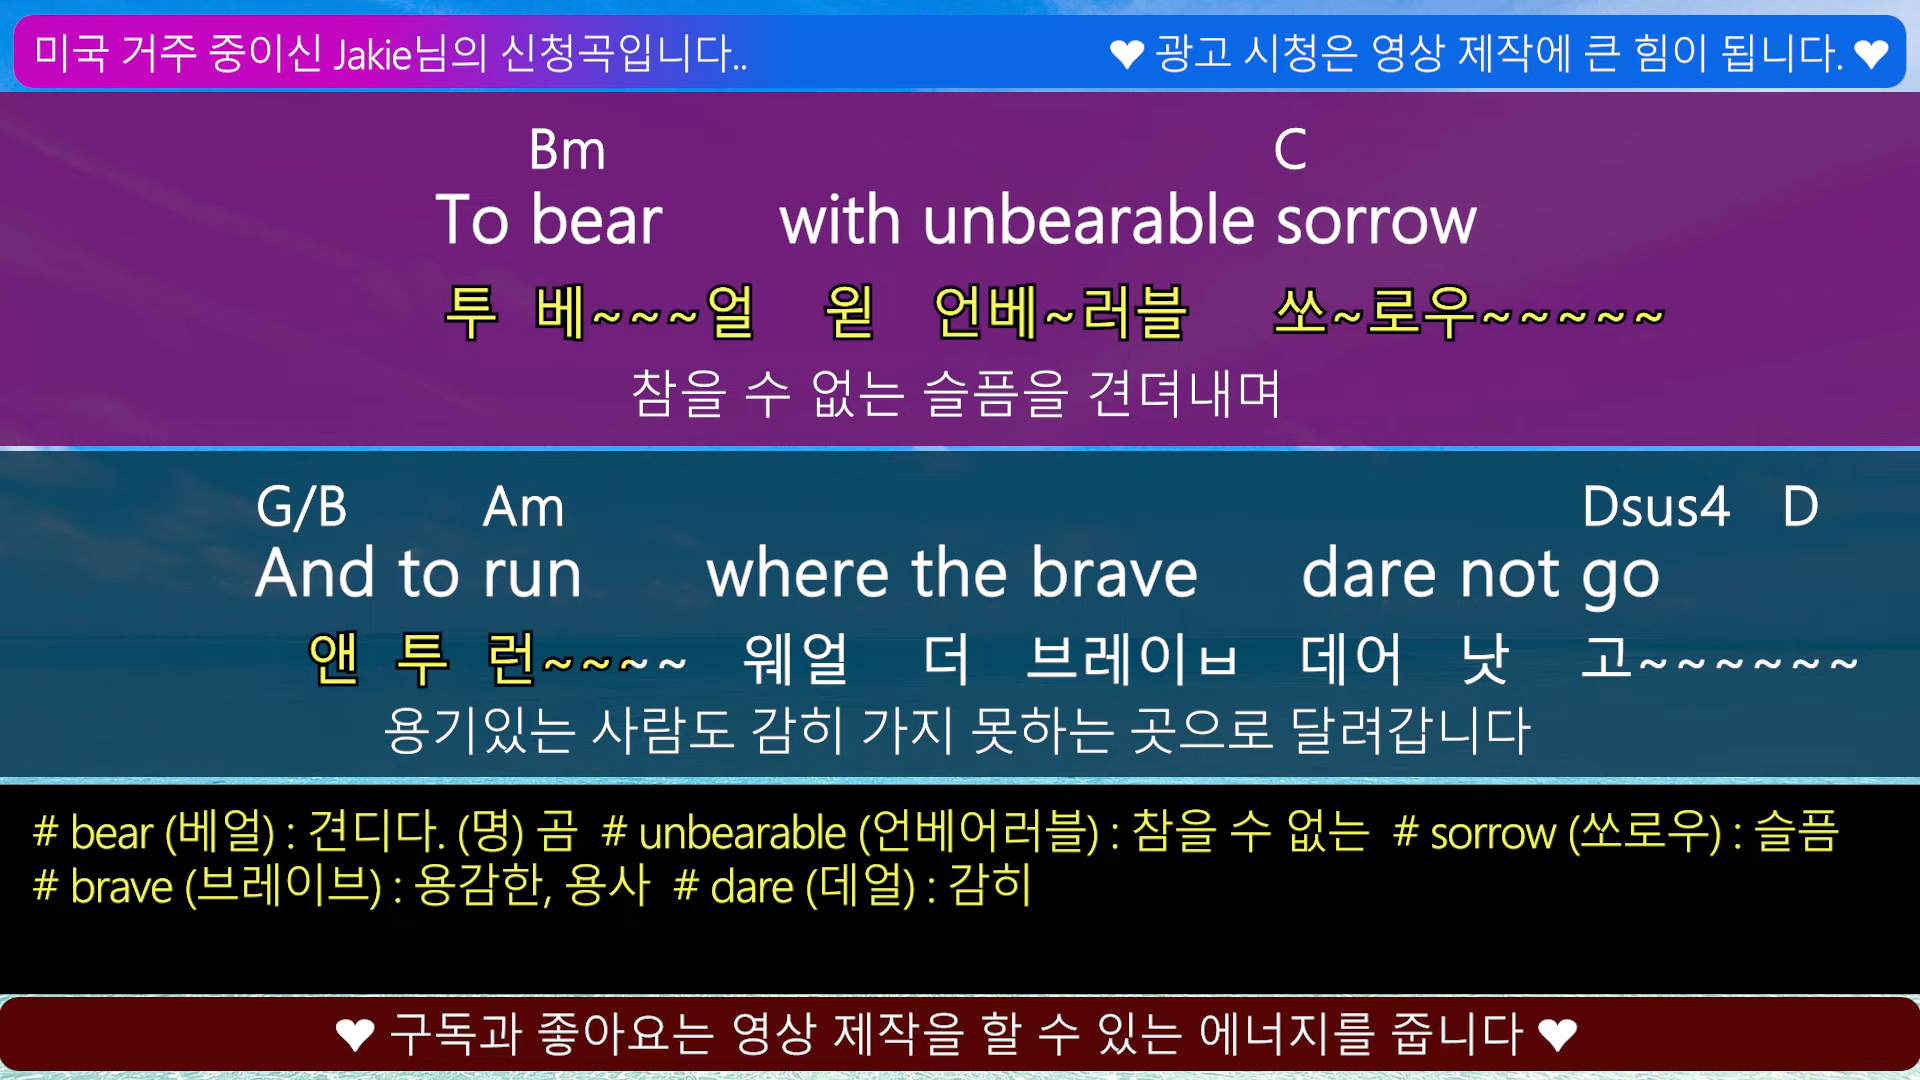 미국 거주 중이신 Jakie님의 신청곡입니다..
♥ 광고 시청은 영상 제작에 큰 힘이 됩니다. ♥
Bm C
To bear with unbearable sorrow
투 베~~~얼 윋 언베~러블 쏘~로우~~~~~
참을 수 없는 슬픔을 견뎌내며
G/B Am Dsus4 D
And to run where the brave dare not go
앤 투 런~~~~ 웨얼 더 브레이ㅂ 데어 낫 고~~~~~~
용기있는 사람도 감히 가지 못하는 곳으로 달려갑니다
# bear (베얼) : 견디다. (명) 곰 # unbearable (언베어러블) : 참을 수 없는 # sorrow (쏘로우) : 슬픔
# brave (브레이브) : 용감한, 용사 # dare (데얼) : 감히
♥ 구독과 좋아요는 영상 제작을 할 수 있는 에너지를 줍니다 ♥